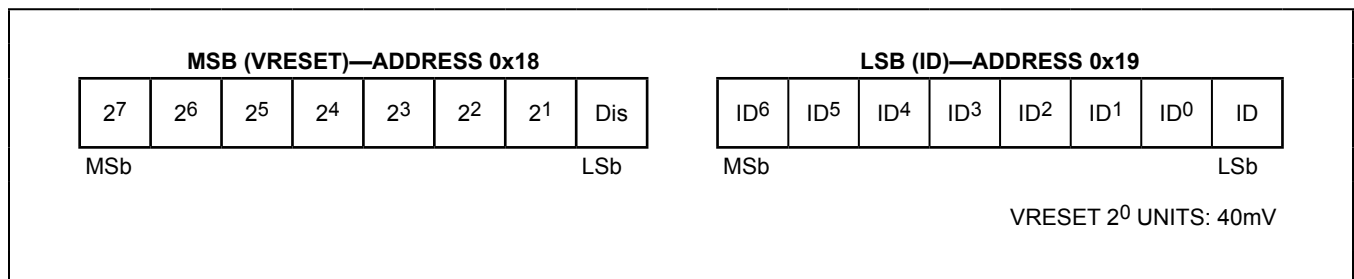 MSB (VRESET)—ADDRESS 0x18 LSB (ID)—ADDRESS 0x19
2⁷ 2⁶ 2⁵ 2⁴ 2³ 2² 2¹ Dis ID⁶ ID⁵ ID⁴ ID³ ID² ID¹ ID⁰ ID
MSb LSb MSb LSb
VRESET 2⁰ UNITS: 40mV